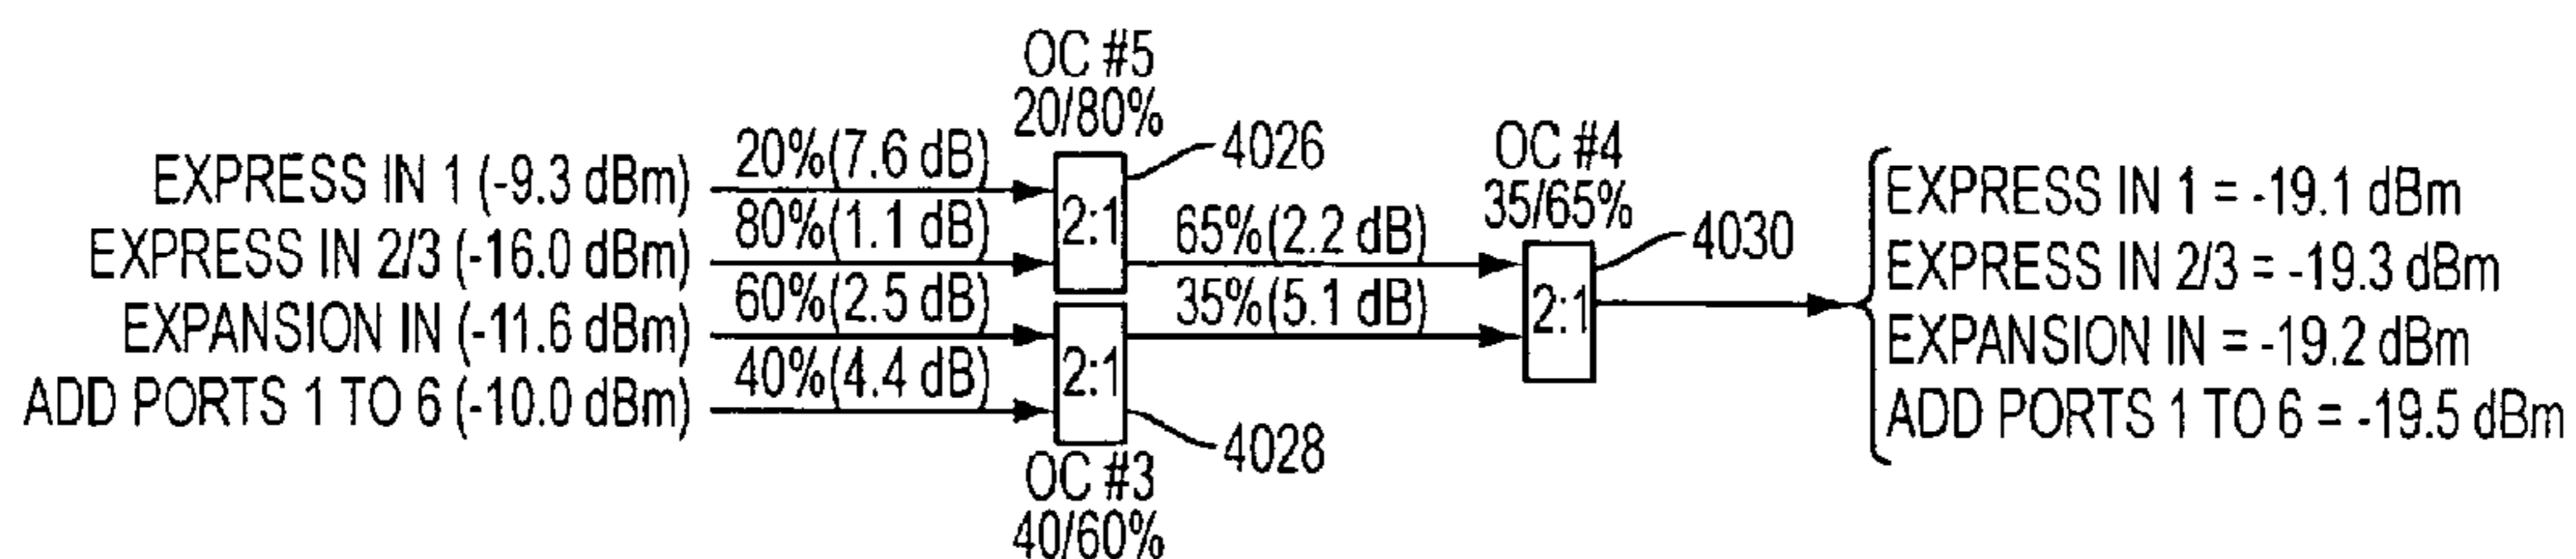 OC #5
20/80%
EXPRESS IN 1 (-9.3 dBm)
20%(7.6 dB)
EXPRESS IN 2/3 (-16.0 dBm)
80%(1.1 dB)
EXPANSION IN (-11.6 dBm)
60%(2.5 dB)
ADD PORTS 1 TO 6 (-10.0 dBm)
40%(4.4 dB)
2:1
4026
2:1
4028
OC #3
40/60%
65%(2.2 dB)
35%(5.1 dB)
OC #4
35/65%
2:1
4030
EXPRESS IN 1 = -19.1 dBm
EXPRESS IN 2/3 = -19.3 dBm
EXPANSION IN = -19.2 dBm
ADD PORTS 1 TO 6 = -19.5 dBm